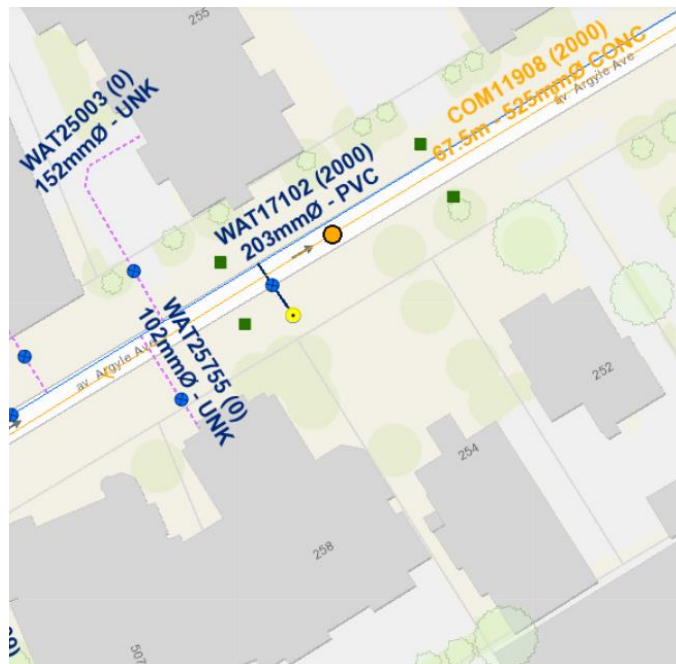 255
WAT25003 (0)
152mmØ - UNK
COM11908 (2000)
67.5m - 525mmØ CONC
av. Argyle Ave
WAT17102 (2000)
203mmØ - PVC
WAT25755 (0)
102mmØ - UNK
av. Argyle Ave
252
254
258
507